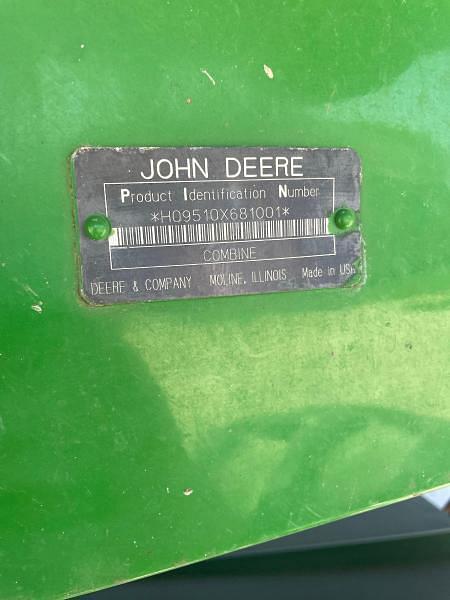 JOHN DEERE
Product Identification Number
*H09510X681001*
COMBINE
DEERE & COMPANY MOLINE, ILLINOIS Made in USA